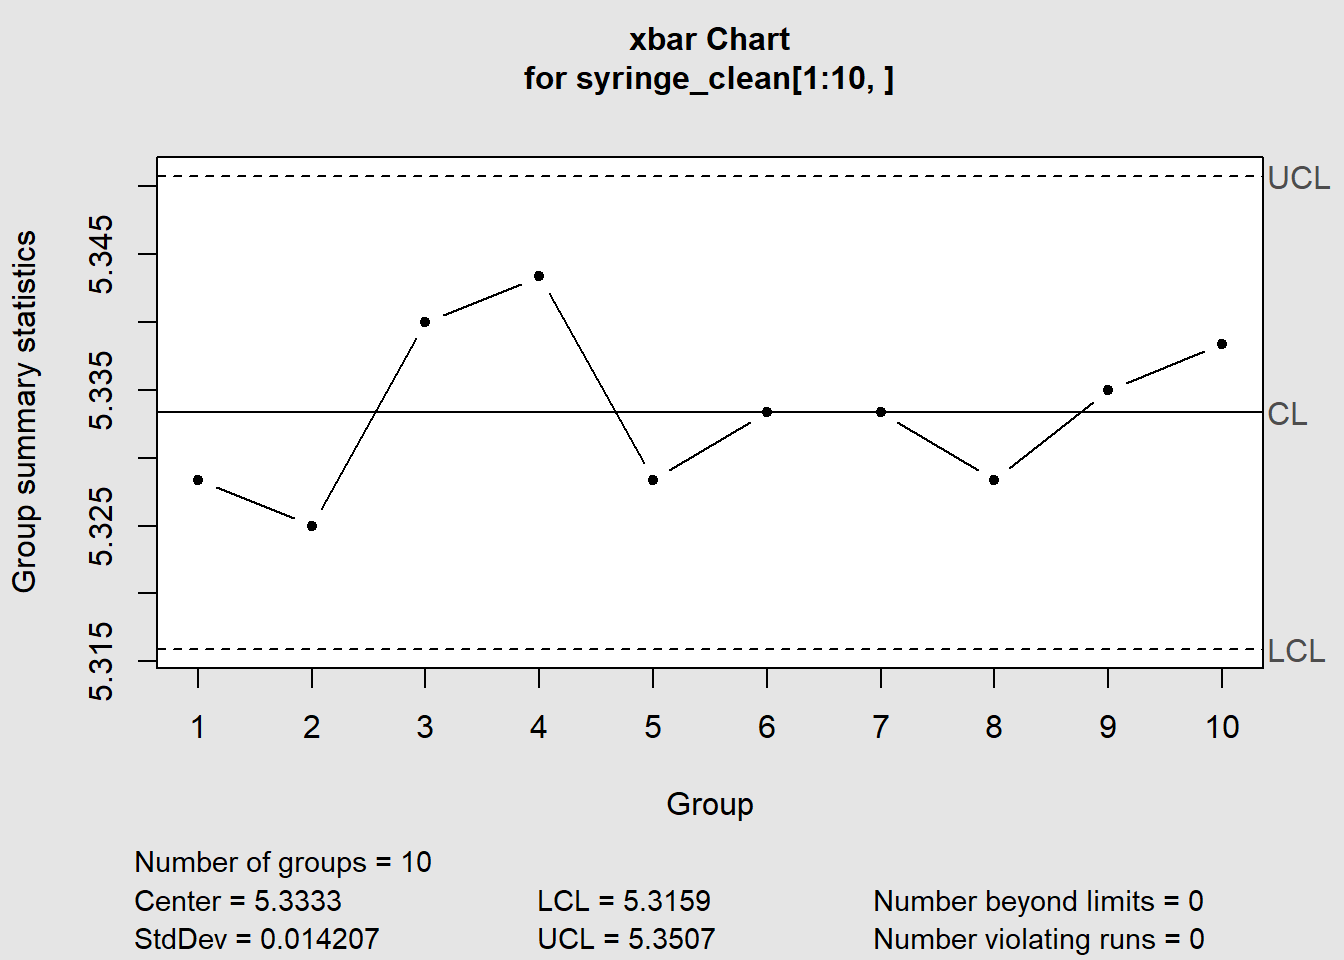 xbar Chart
for syringe_clean[1:10, ]
UCL
CL
LCL
Group summary statistics
5.345
5.335
5.325
5.315
1 2 3 4 5 6 7 8 9 10
Group
Number of groups = 10
Center = 5.3333 LCL = 5.3159 Number beyond limits = 0
StdDev = 0.014207 UCL = 5.3507 Number violating runs = 0